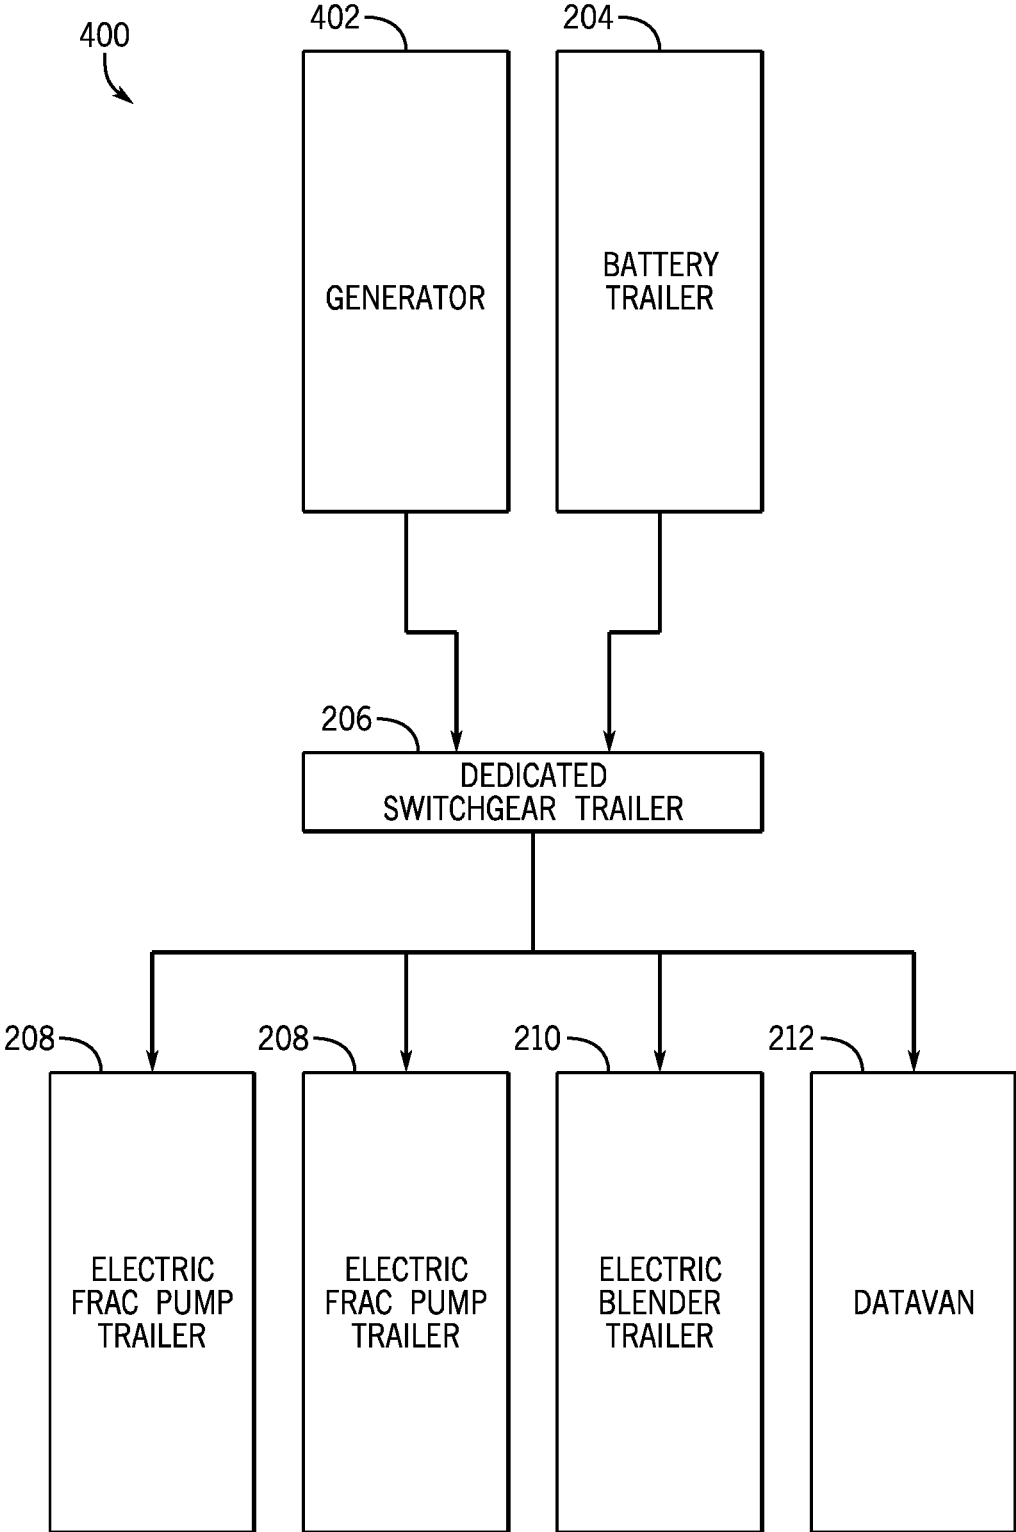 400
402
204
GENERATOR
BATTERY
TRAILER
206
DEDICATED
SWITCHGEAR TRAILER
208
208
210
212
ELECTRIC
FRAC PUMP
TRAILER
ELECTRIC
FRAC PUMP
TRAILER
ELECTRIC
BLENDER
TRAILER
DATAVAN